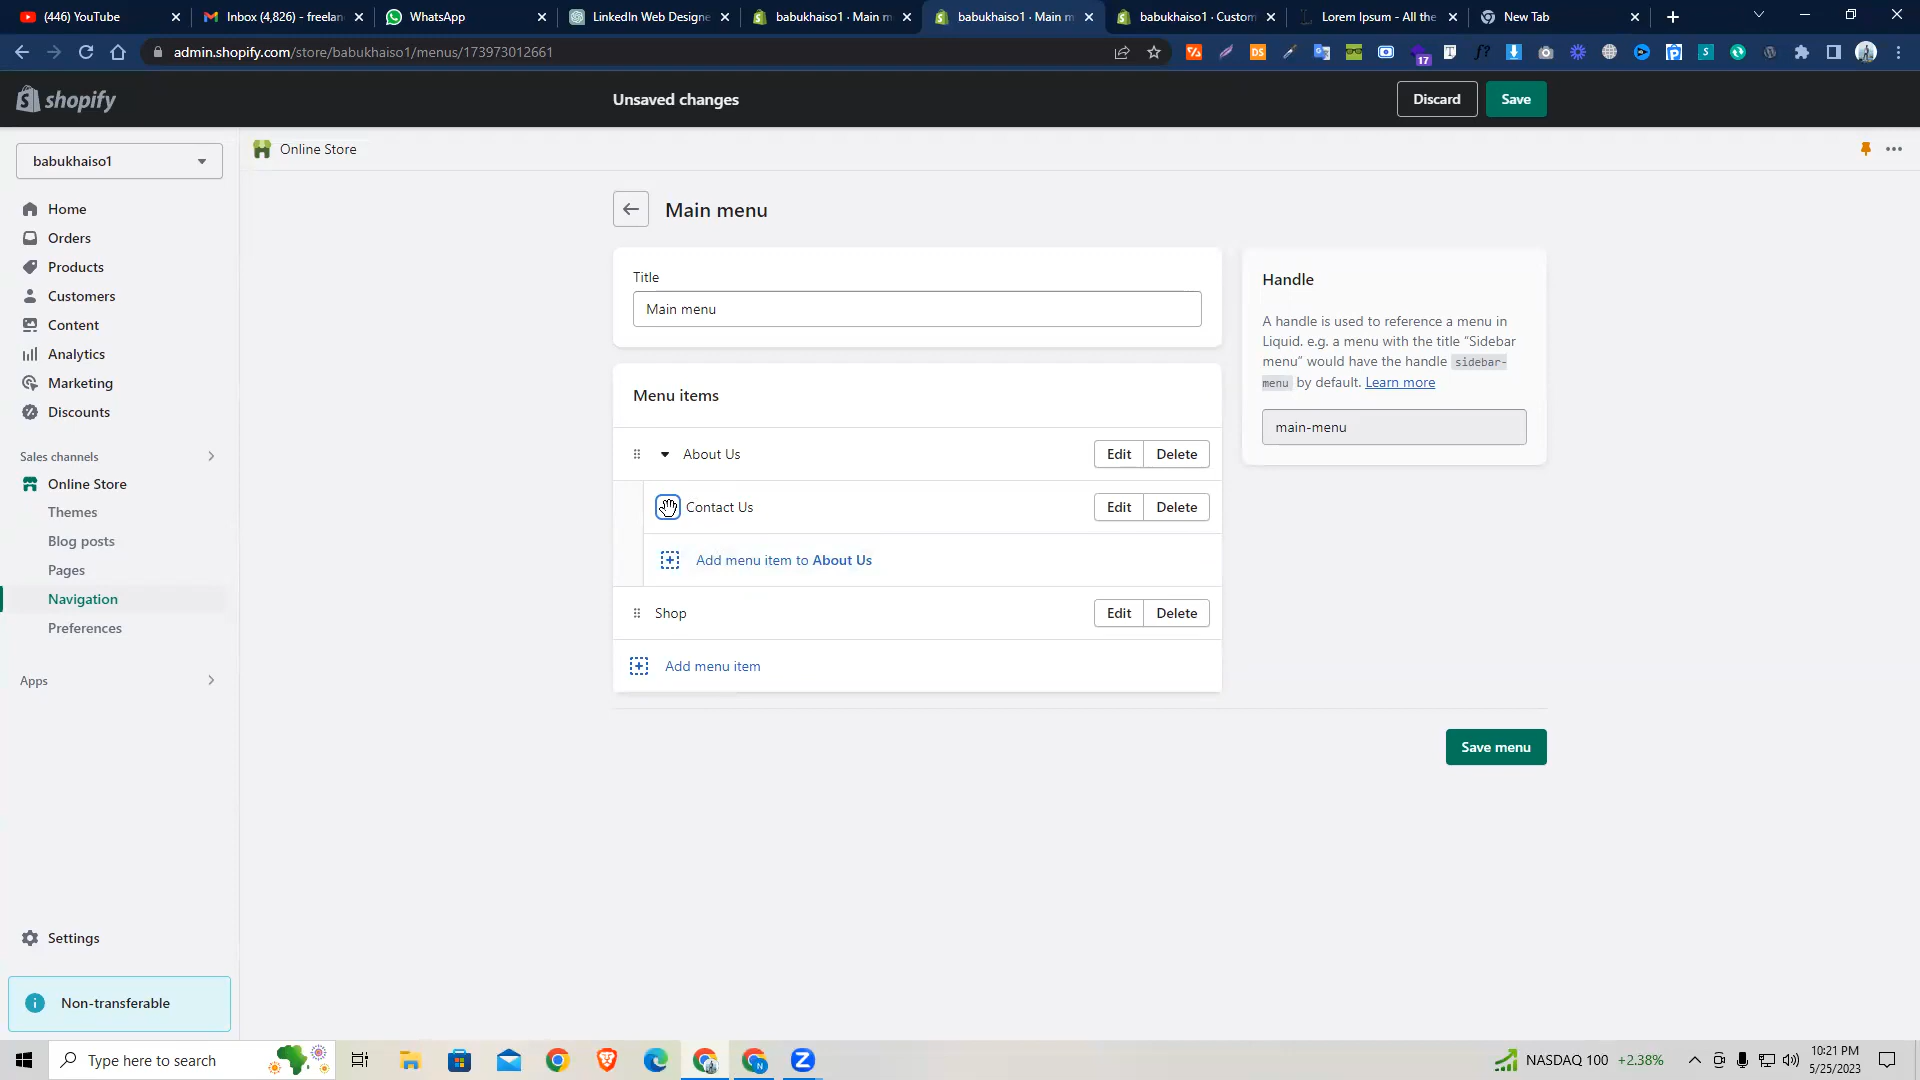 (446) YouTube
Inbox (4,826) - freelan
WhatsApp
LinkedIn Web Designe
babukhaiso1 · Main m
babukhaiso1 · Main m
babukhaiso1 · Custom
Lorem Ipsum - All the
New Tab
admin.shopify.com/store/babukhaiso1/menus/173973012661
17
shopify
Unsaved changes
Discard
Save
babukhaiso1
Online Store
Home
Orders
Products
Customers
Content
Analytics
Marketing
Discounts
Sales channels
Online Store
Themes
Blog posts
Pages
Navigation
Preferences
Apps
Settings
Non-transferable
Main menu
Title
Main menu
Menu items
About Us
Edit
Delete
Contact Us
Edit
Delete
Add menu item to About Us
Shop
Edit
Delete
Add menu item
Handle
A handle is used to reference a menu in
Liquid. e.g. a menu with the title “Sidebar
menu” would have the handle sidebar-
menu by default. Learn more
main-menu
Save menu
Type here to search
NASDAQ 100 +2.38%
10:21 PM
5/25/2023